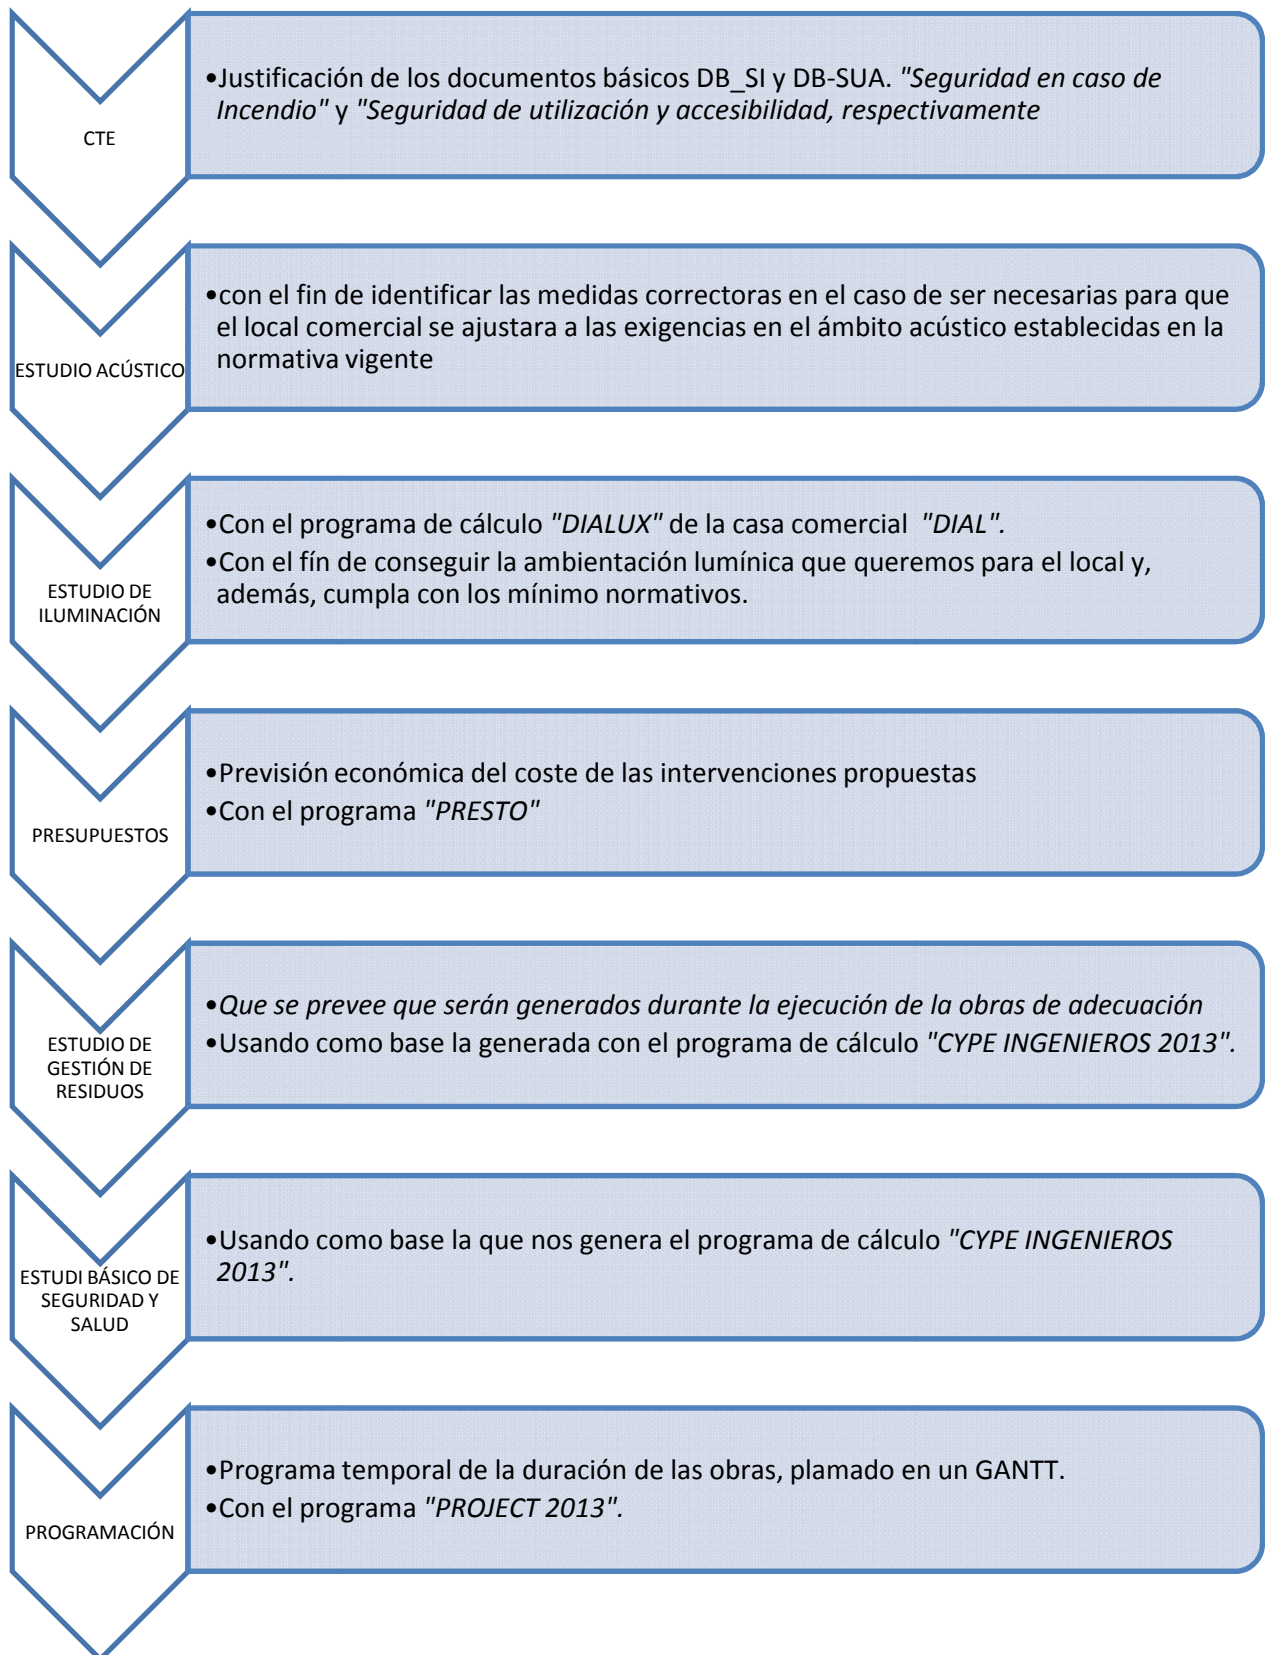 CTE
•Justificación de los documentos básicos DB_SI y DB-SUA. "Seguridad en caso de
Incendio" y "Seguridad de utilización y accesibilidad, respectivamente
ESTUDIO ACÚSTICO
•con el fin de identificar las medidas correctoras en el caso de ser necesarias para que
el local comercial se ajustara a las exigencias en el ámbito acústico establecidas en la
normativa vigente
ESTUDIO DE
ILUMINACIÓN
•Con el programa de cálculo "DIALUX" de la casa comercial "DIAL".
•Con el fín de conseguir la ambientación lumínica que queremos para el local y,
además, cumpla con los mínimo normativos.
PRESUPUESTOS
•Previsión económica del coste de las intervenciones propuestas
•Con el programa "PRESTO"
ESTUDIO DE
GESTIÓN DE
RESIDUOS
•Que se prevee que serán generados durante la ejecución de la obras de adecuación
•Usando como base la generada con el programa de cálculo "CYPE INGENIEROS 2013".
ESTUDI BÁSICO DE
SEGURIDAD Y
SALUD
•Usando como base la que nos genera el programa de cálculo "CYPE INGENIEROS
2013".
PROGRAMACIÓN
•Programa temporal de la duración de las obras, plamado en un GANTT.
•Con el programa "PROJECT 2013".